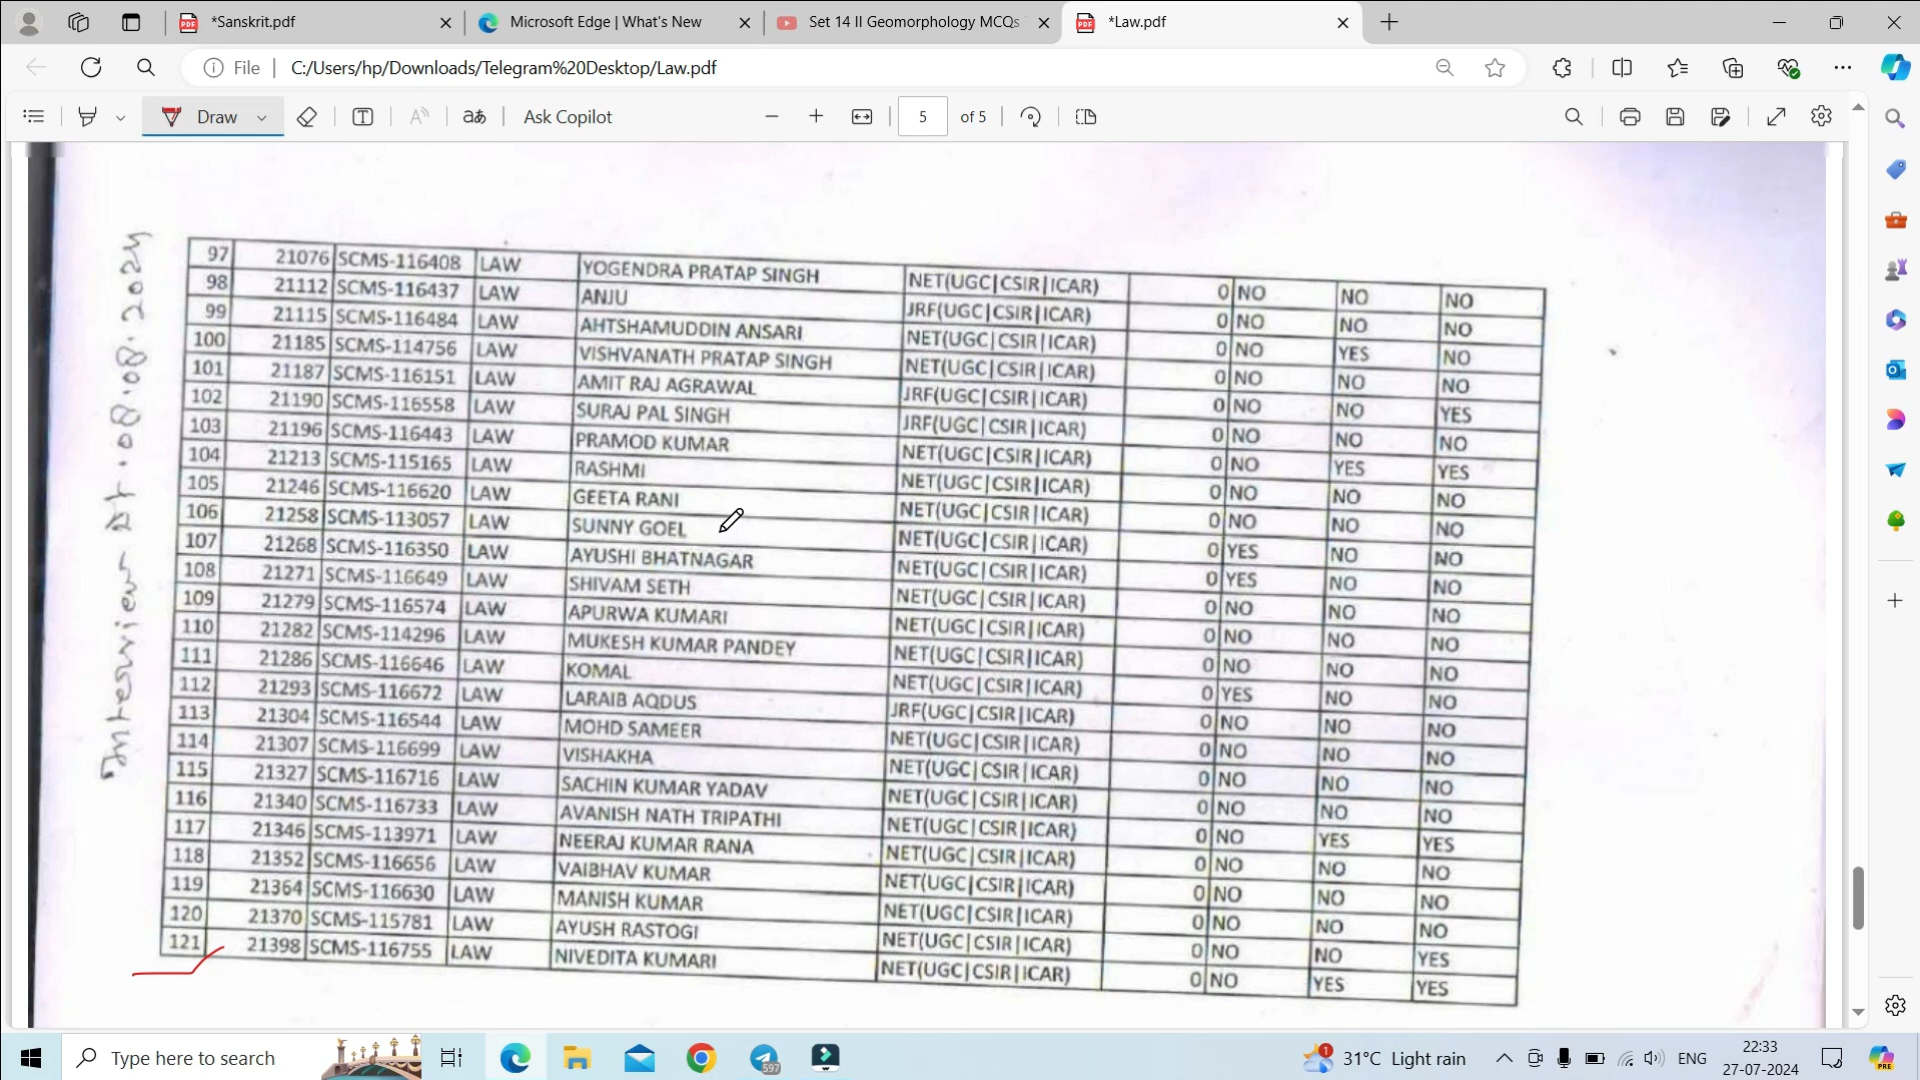 *Sanskrit.pdf
Microsoft Edge | What's New
Set 14 II Geomorphology MCQs
*Law.pdf
File C:/Users/hp/Downloads/Telegram%20Desktop/Law.pdf
Draw
aあ
Ask Copilot
5 of 5
Interview Dt. 08.08.2024
97 21076 SCMS-116408 LAW YOGENDRA PRATAP SINGH NET(UGC|CSIR|ICAR) 0 NO NO NO
98 21112 SCMS-116437 LAW ANJU JRF(UGC|CSIR|ICAR) 0 NO NO NO
99 21115 SCMS-116484 LAW AHTSHAMUDDIN ANSARI NET(UGC|CSIR|ICAR) 0 NO YES NO
100 21185 SCMS-114756 LAW VISHVANATH PRATAP SINGH NET(UGC|CSIR|ICAR) 0 NO NO NO
101 21187 SCMS-116151 LAW AMIT RAJ AGRAWAL JRF(UGC|CSIR|ICAR) 0 NO NO YES
102 21190 SCMS-116558 LAW SURAJ PAL SINGH JRF(UGC|CSIR|ICAR) 0 NO NO NO
103 21196 SCMS-116443 LAW PRAMOD KUMAR NET(UGC|CSIR|ICAR) 0 NO YES YES
104 21213 SCMS-115165 LAW RASHMI NET(UGC|CSIR|ICAR) 0 NO NO NO
105 21246 SCMS-116620 LAW GEETA RANI NET(UGC|CSIR|ICAR) 0 NO NO NO
106 21258 SCMS-113057 LAW SUNNY GOEL NET(UGC|CSIR|ICAR) 0 YES NO NO
107 21268 SCMS-116350 LAW AYUSHI BHATNAGAR NET(UGC|CSIR|ICAR) 0 YES NO NO
108 21271 SCMS-116649 LAW SHIVAM SETH NET(UGC|CSIR|ICAR) 0 NO NO NO
109 21279 SCMS-116574 LAW APURWA KUMARI NET(UGC|CSIR|ICAR) 0 NO NO NO
110 21282 SCMS-114296 LAW MUKESH KUMAR PANDEY NET(UGC|CSIR|ICAR) 0 NO NO NO
111 21286 SCMS-116646 LAW KOMAL NET(UGC|CSIR|ICAR) 0 YES NO NO
112 21293 SCMS-116672 LAW LARAIB AQDUS JRF(UGC|CSIR|ICAR) 0 NO NO NO
113 21304 SCMS-116544 LAW MOHD SAMEER NET(UGC|CSIR|ICAR) 0 NO NO NO
114 21307 SCMS-116699 LAW VISHAKHA NET(UGC|CSIR|ICAR) 0 NO NO NO
115 21327 SCMS-116716 LAW SACHIN KUMAR YADAV NET(UGC|CSIR|ICAR) 0 NO NO NO
116 21340 SCMS-116733 LAW AVANISH NATH TRIPATHI NET(UGC|CSIR|ICAR) 0 NO YES YES
117 21346 SCMS-113971 LAW NEERAJ KUMAR RANA NET(UGC|CSIR|ICAR) 0 NO NO NO
118 21352 SCMS-116656 LAW VAIBHAV KUMAR NET(UGC|CSIR|ICAR) 0 NO NO NO
119 21364 SCMS-116630 LAW MANISH KUMAR NET(UGC|CSIR|ICAR) 0 NO NO NO
120 21370 SCMS-115781 LAW AYUSH RASTOGI NET(UGC|CSIR|ICAR) 0 NO NO YES
121 21398 SCMS-116755 LAW NIVEDITA KUMARI NET(UGC|CSIR|ICAR) 0 NO YES YES
Type here to search
597
1
31°C Light rain
ENG
22:33
27-07-2024
PRE